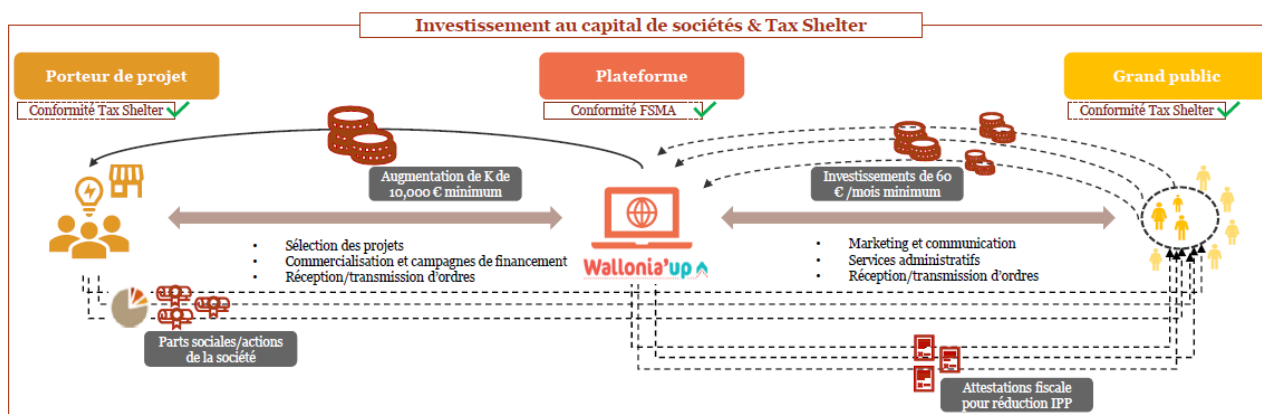 Investissement au capital de sociétés & Tax Shelter
Porteur de projet
Plateforme
Grand public
Conformité Tax Shelter
Conformité FSMA
Conformité Tax Shelter
Augmentation de K de
10,000 € minimum
Investissements de 60
€ /mois minimum
• Sélection des projets
• Commercialisation et campagnes de financement
• Réception/transmission d’ordres
Wallonia’up
• Marketing et communication
• Services administratifs
• Réception/transmission d’ordres
Parts sociales/actions
de la société
Attestations fiscale
pour réduction IPP